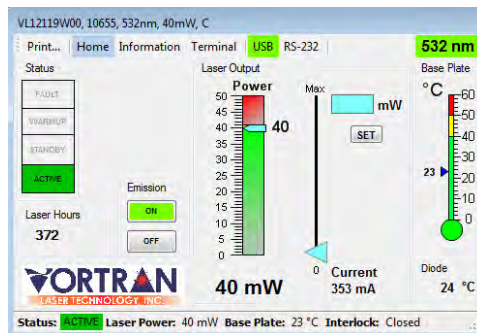 VL12119W00, 10655, 532nm, 40mW, C
Print... Home Information Terminal USB RS-232 532 nm
Status
FAULT
WARMUP
STANDBY
ACTIVE
Laser Hours
372
Emission
ON
OFF
VORTRAN
LASER TECHNOLOGY, INC.
Laser Output
Power
50
45
40
35
30
25
20
15
10
5
0
40
40 mW
Max
0
mW
SET
Current
353 mA
Base Plate
°C
60
50
40
30
20
10
0
23
Diode
24 °C
Status: ACTIVE Laser Power: 40 mW Base Plate: 23 °C Interlock: Closed